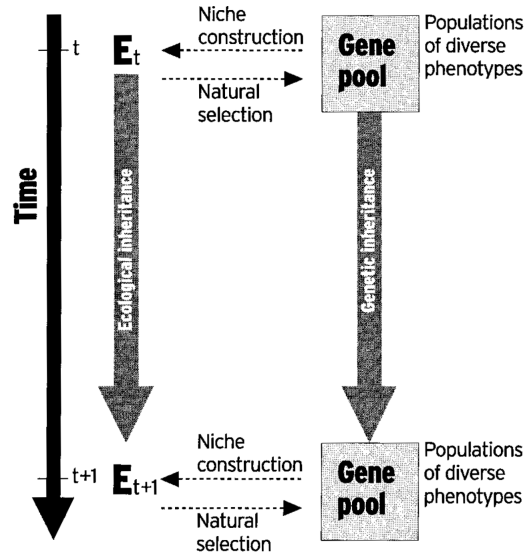 Niche
construction
Populations
of diverse
phenotypes
t
Et
Gene
pool
Natural
selection
Time
Ecological inheritance
Genetic inheritance
Niche
construction
Populations
of diverse
phenotypes
t+1
Et+1
Gene
pool
Natural
selection